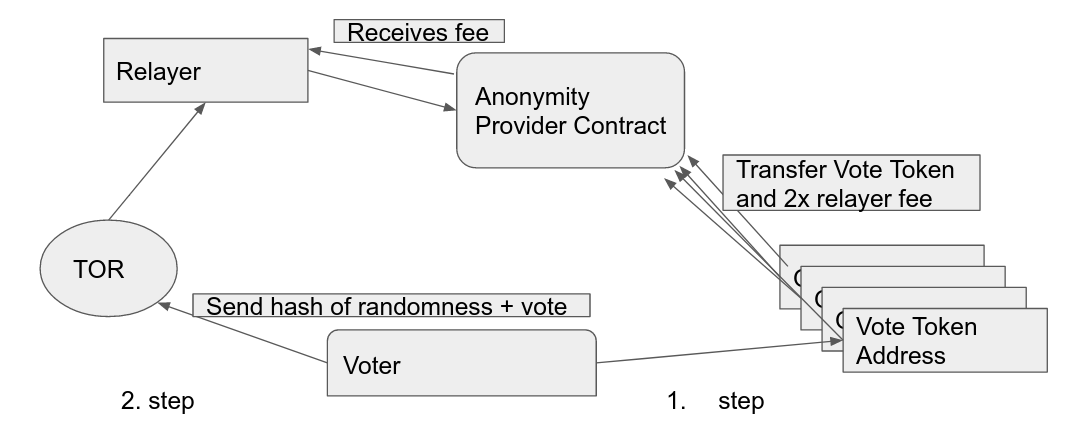 Receives fee
Relayer
Anonymity
Provider Contract
Transfer Vote Token
and 2x relayer fee
TOR
Send hash of randomness + vote
Vote Token
Address
Voter
2. step
1. step